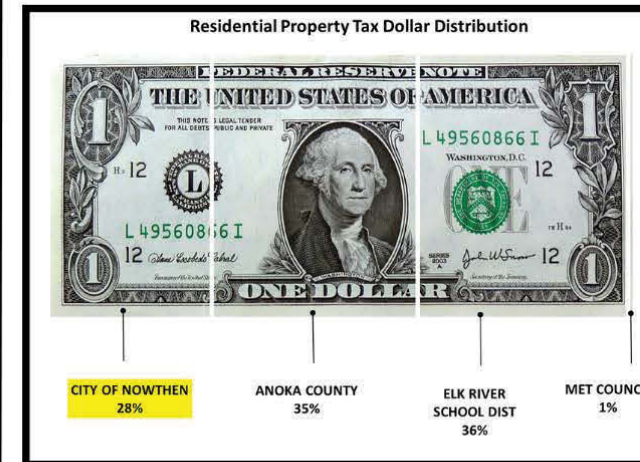 Residential Property Tax Dollar Distribution
FEDERAL RESERVE NOTE
THE UNITED STATES OF AMERICA
THIS NOTE IS LEGAL TENDER
FOR ALL DEBTS PUBLIC AND PRIVATE
L 49560866 I
WASHINGTON, D.C.
H 12
12
L
ONE
L 49560866 I
12
SERIES
2003
A
12
1
1
1
1
ONE DOLLAR
CITY OF NOWTHEN
28%
ANOKA COUNTY
35%
ELK RIVER
SCHOOL DIST
36%
MET COUNC
1%